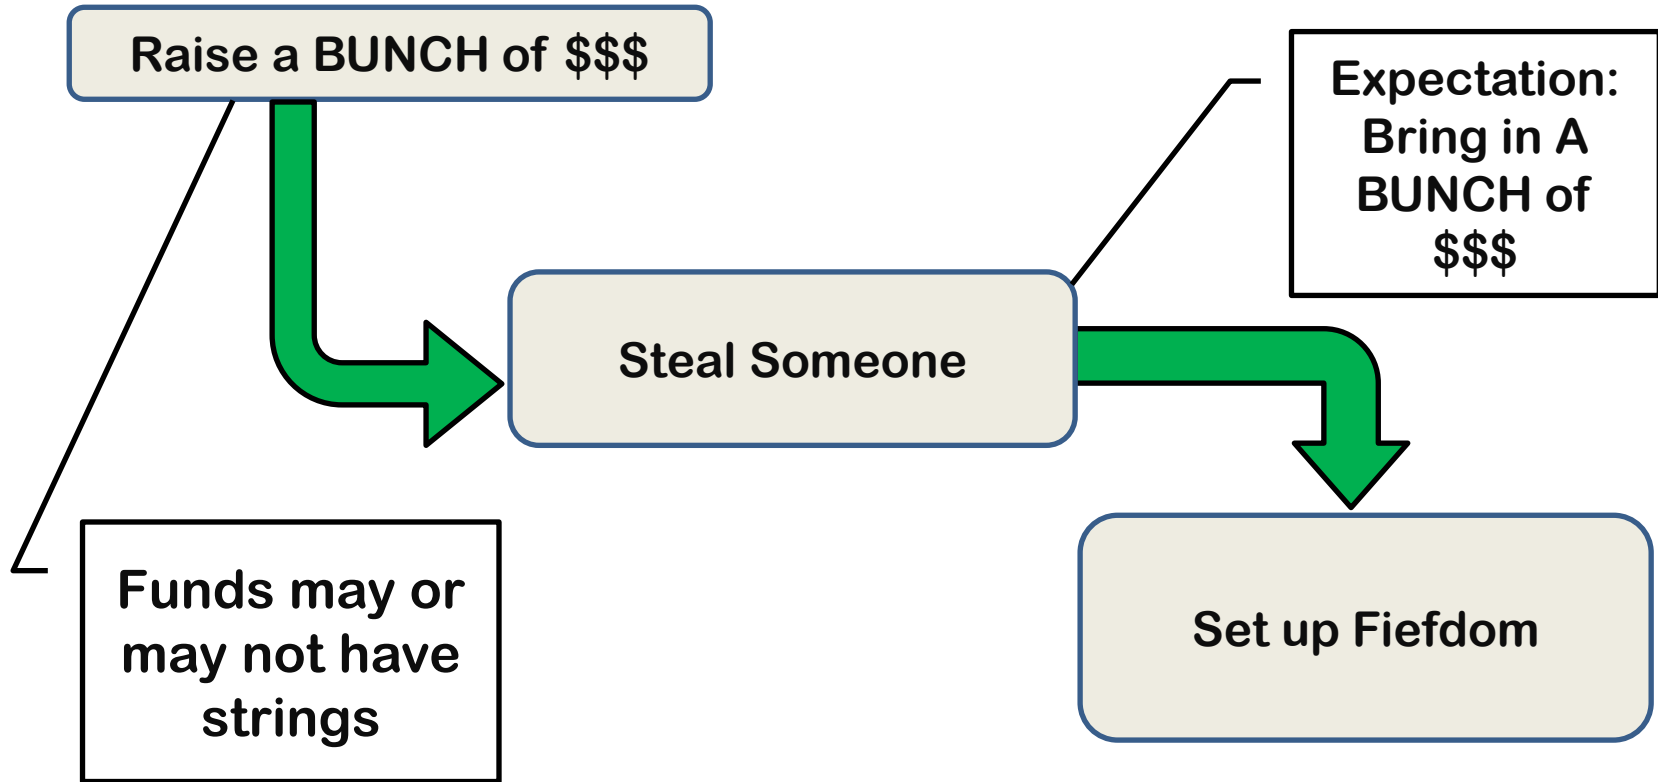 Raise a BUNCH of $$$
Expectation:
Bring in A
BUNCH of
$$$
Steal Someone
Funds may or
may not have
strings
Set up Fiefdom